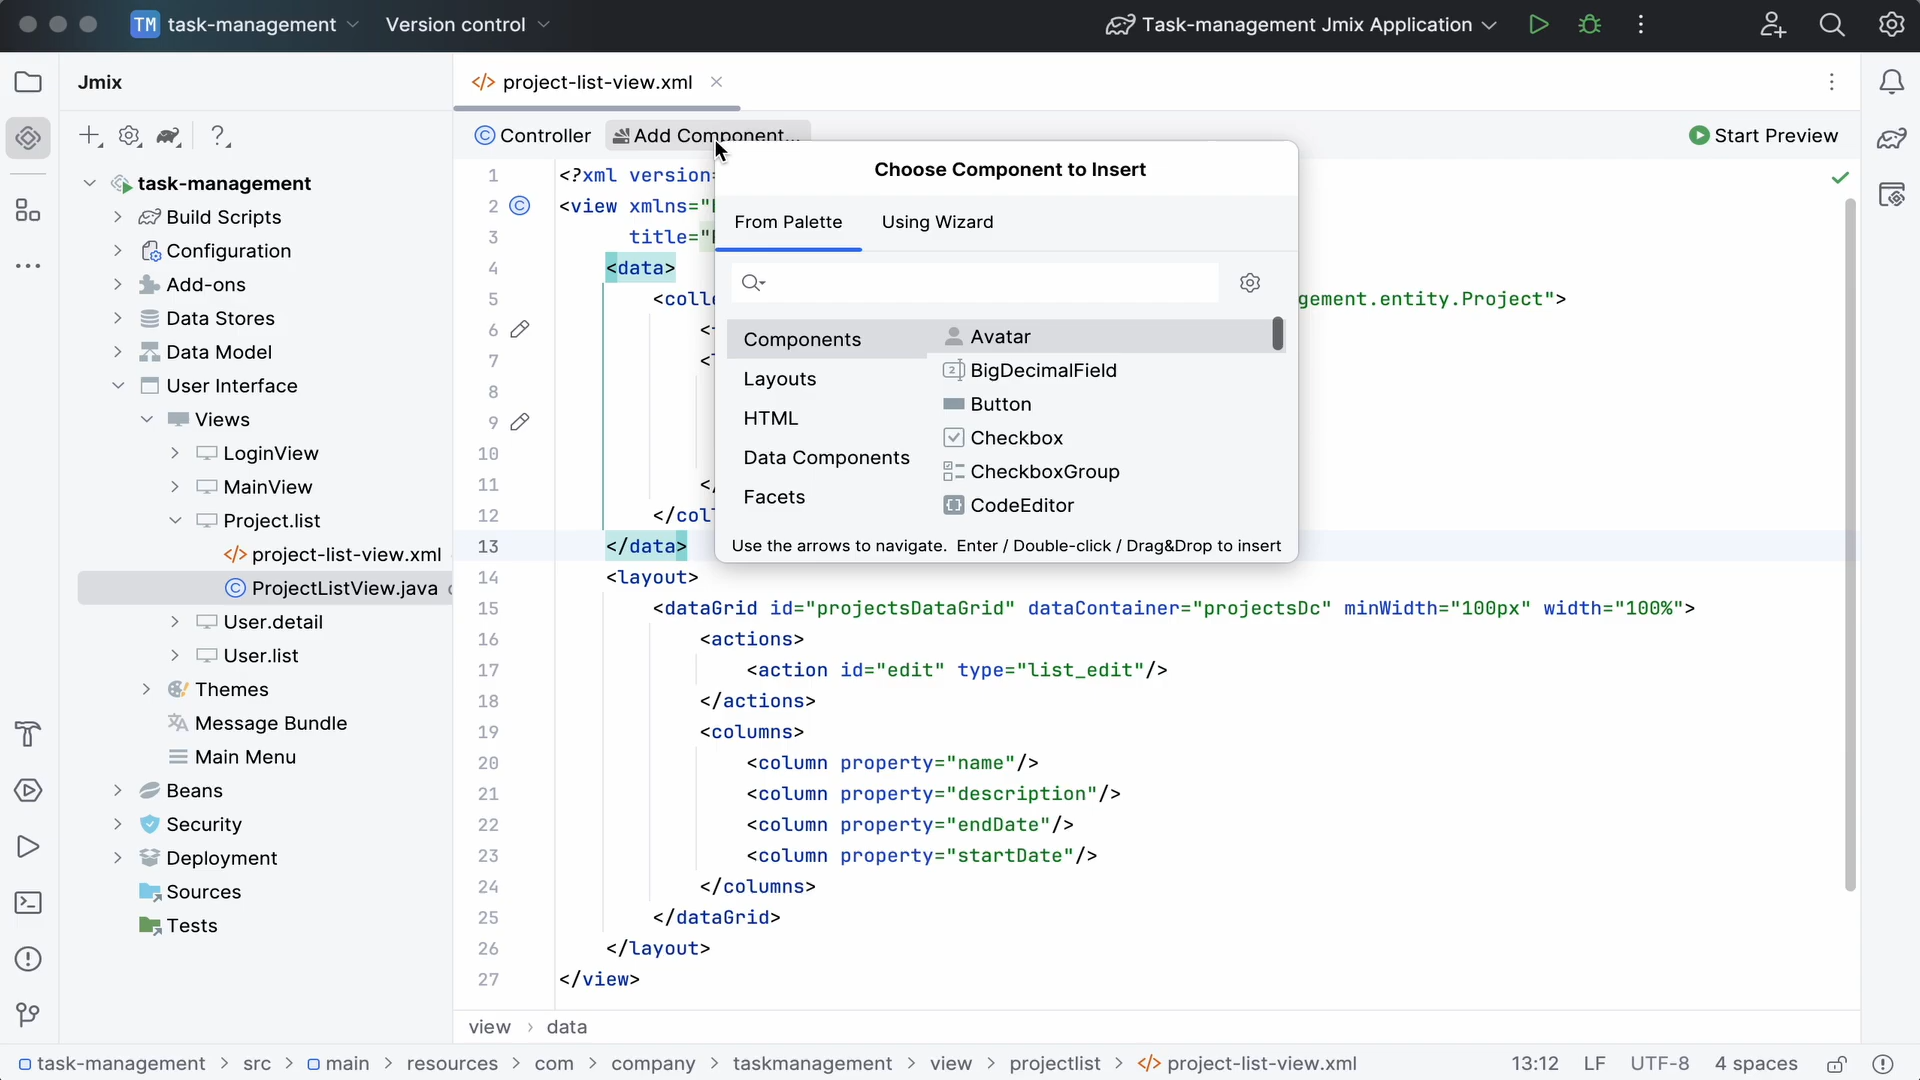 TM task-management Version control Task-management Jmix Application
Jmix
project-list-view.xml
Controller Add Component... Start Preview
task-management
Build Scripts
Configuration
Add-ons
Data Stores
Data Model
User Interface
Views
LoginView
MainView
Project.list
project-list-view.xml
ProjectListView.java
User.detail
User.list
Themes
Message Bundle
Main Menu
Beans
Security
Deployment
Sources
Tests
1 <?xml version=
2 <view xmlns="
3 title="
4 <data>
5 <colle gement.entity.Project">
6 <
7 <
8
9
10
11 </
12 </coll
13 </data>
14 <layout>
15 <dataGrid id="projectsDataGrid" dataContainer="projectsDc" minWidth="100px" width="100%">
16 <actions>
17 <action id="edit" type="list_edit"/>
18 </actions>
19 <columns>
20 <column property="name"/>
21 <column property="description"/>
22 <column property="endDate"/>
23 <column property="startDate"/>
24 </columns>
25 </dataGrid>
26 </layout>
27 </view>
Choose Component to Insert
From Palette Using Wizard
Components
Layouts
HTML
Data Components
Facets
Avatar
BigDecimalField
Button
Checkbox
CheckboxGroup
CodeEditor
Use the arrows to navigate. Enter / Double-click / Drag&Drop to insert
view › data
task-management > src > main > resources > com > company > taskmanagement > view > projectlist > project-list-view.xml 13:12 LF UTF-8 4 spaces